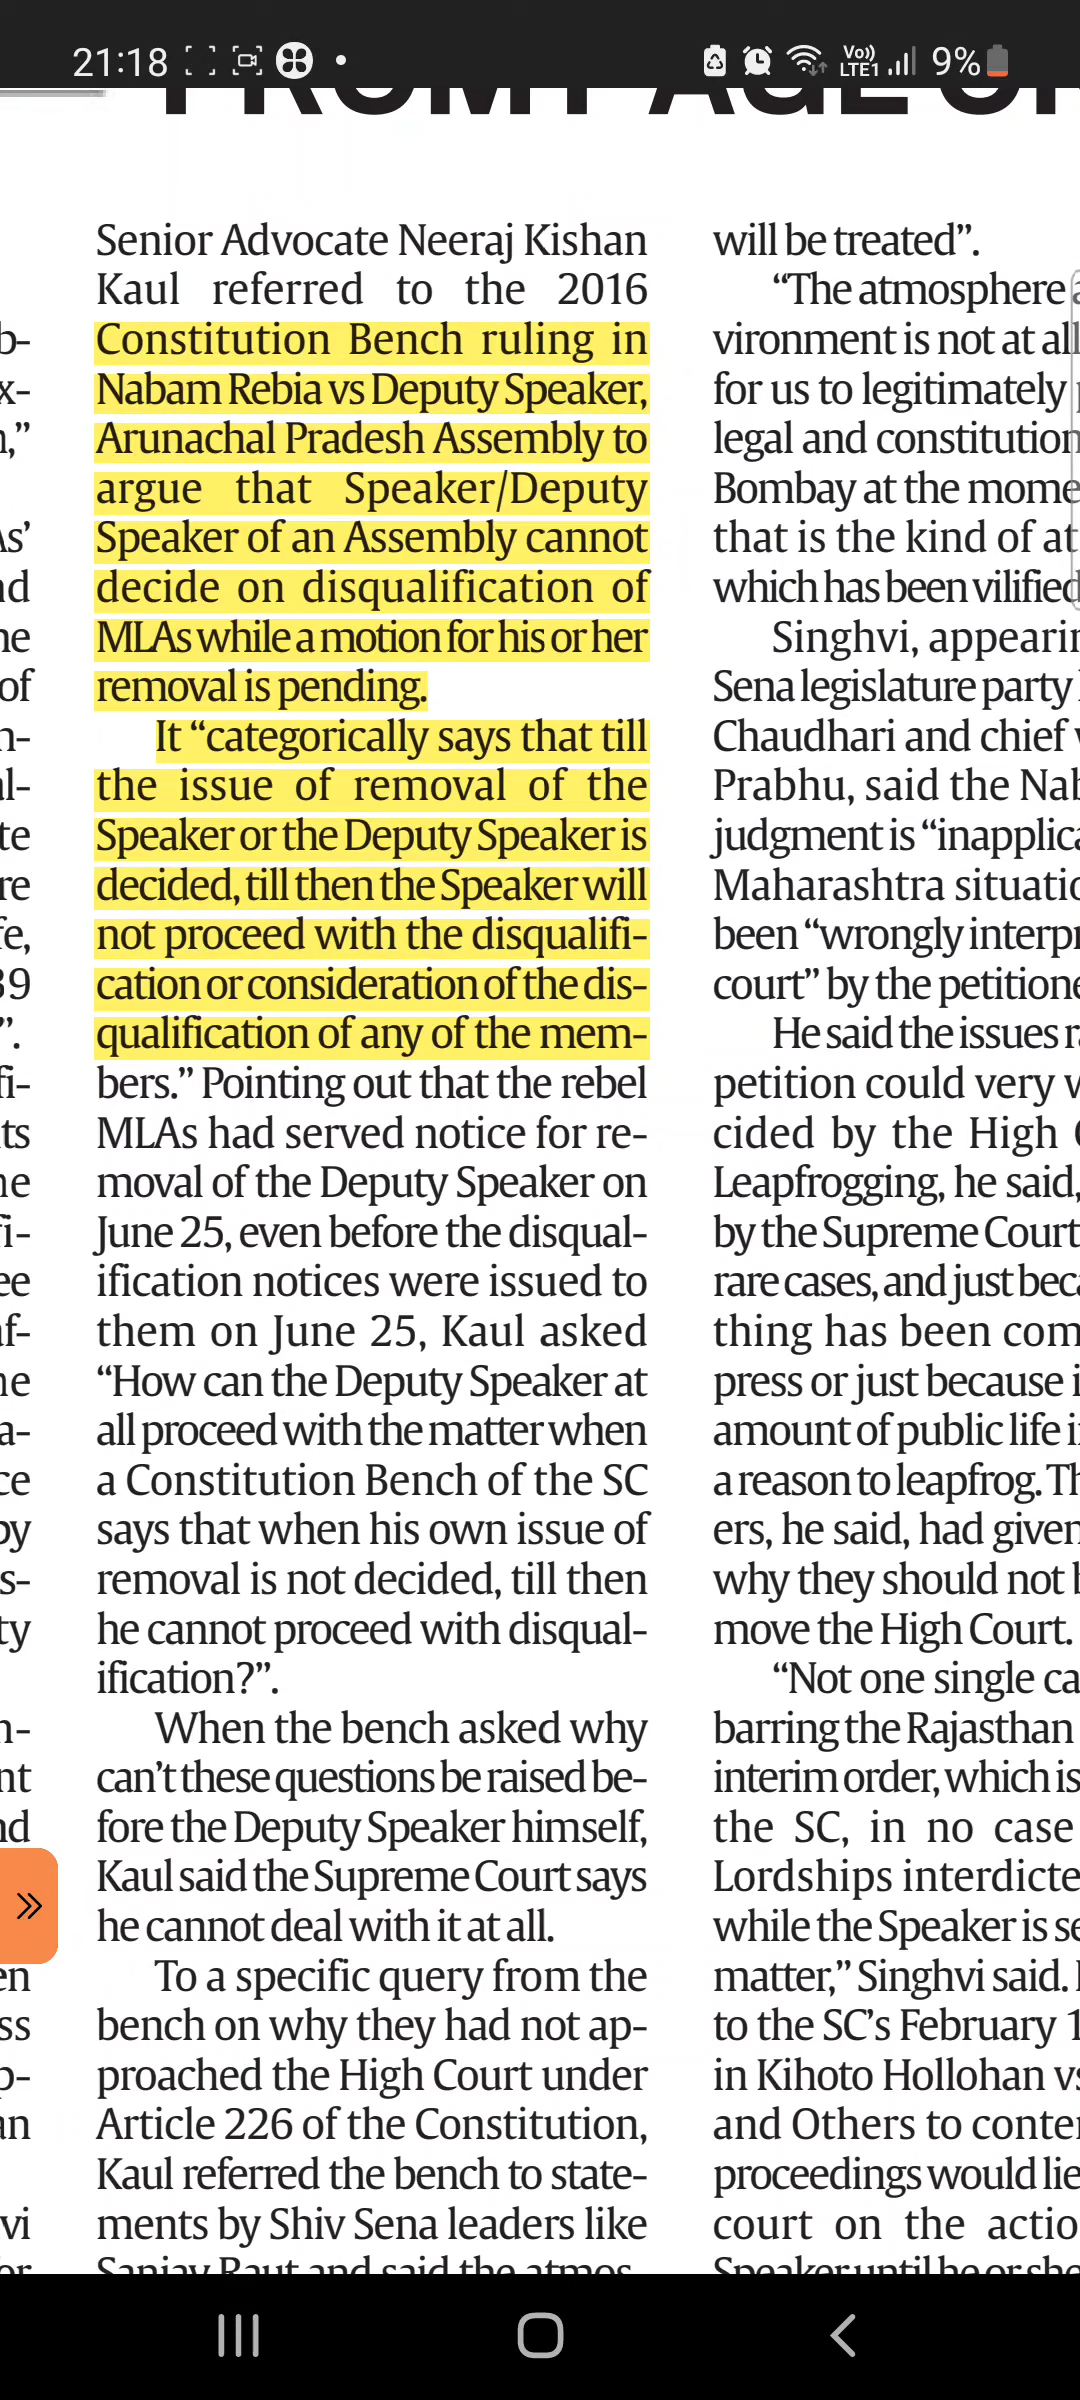 21:18
Vo))
LTE1
9%
Senior Advocate Neeraj Kishan
Kaul referred to the 2016
Constitution Bench ruling in
Nabam Rebia vs Deputy Speaker,
Arunachal Pradesh Assembly to
argue that Speaker/Deputy
Speaker of an Assembly cannot
decide on disqualification of
MLAs while a motion for his or her
removal is pending.
It “categorically says that till
the issue of removal of the
Speaker or the Deputy Speaker is
decided, till then the Speaker will
not proceed with the disqualifi-
cation or consideration of the dis-
qualification of any of the mem-
bers.” Pointing out that the rebel
MLAs had served notice for re-
moval of the Deputy Speaker on
June 25, even before the disqual-
ification notices were issued to
them on June 25, Kaul asked
“How can the Deputy Speaker at
all proceed with the matter when
a Constitution Bench of the SC
says that when his own issue of
removal is not decided, till then
he cannot proceed with disqual-
ification?”.
When the bench asked why
can’t these questions be raised be-
fore the Deputy Speaker himself,
Kaul said the Supreme Court says
he cannot deal with it at all.
To a specific query from the
bench on why they had not ap-
proached the High Court under
Article 226 of the Constitution,
Kaul referred the bench to state-
ments by Shiv Sena leaders like
Sanjay Raut and said the atmos-
will be treated”.
“The atmosphere
vironment is not at all
for us to legitimately
legal and constitution
Bombay at the mome
that is the kind of at
which has been vilified
Singhvi, appearin
Sena legislature party
Chaudhari and chief
Prabhu, said the Nab
judgment is “inapplica
Maharashtra situatio
been “wrongly interpr
court” by the petitione
He said the issues ra
petition could very
cided by the High
Leapfrogging, he said,
by the Supreme Court
rare cases, and just beca
thing has been com
press or just because i
amount of public life i
a reason to leapfrog. Th
ers, he said, had given
why they should not
move the High Court.
“Not one single ca
barring the Rajasthan
interim order, which is
the SC, in no case
Lordships interdicte
while the Speaker is se
matter,” Singhvi said.
to the SC’s February 1
in Kihoto Hollohan vs
and Others to conte
proceedings would lie
court on the actio
Speaker until he or she